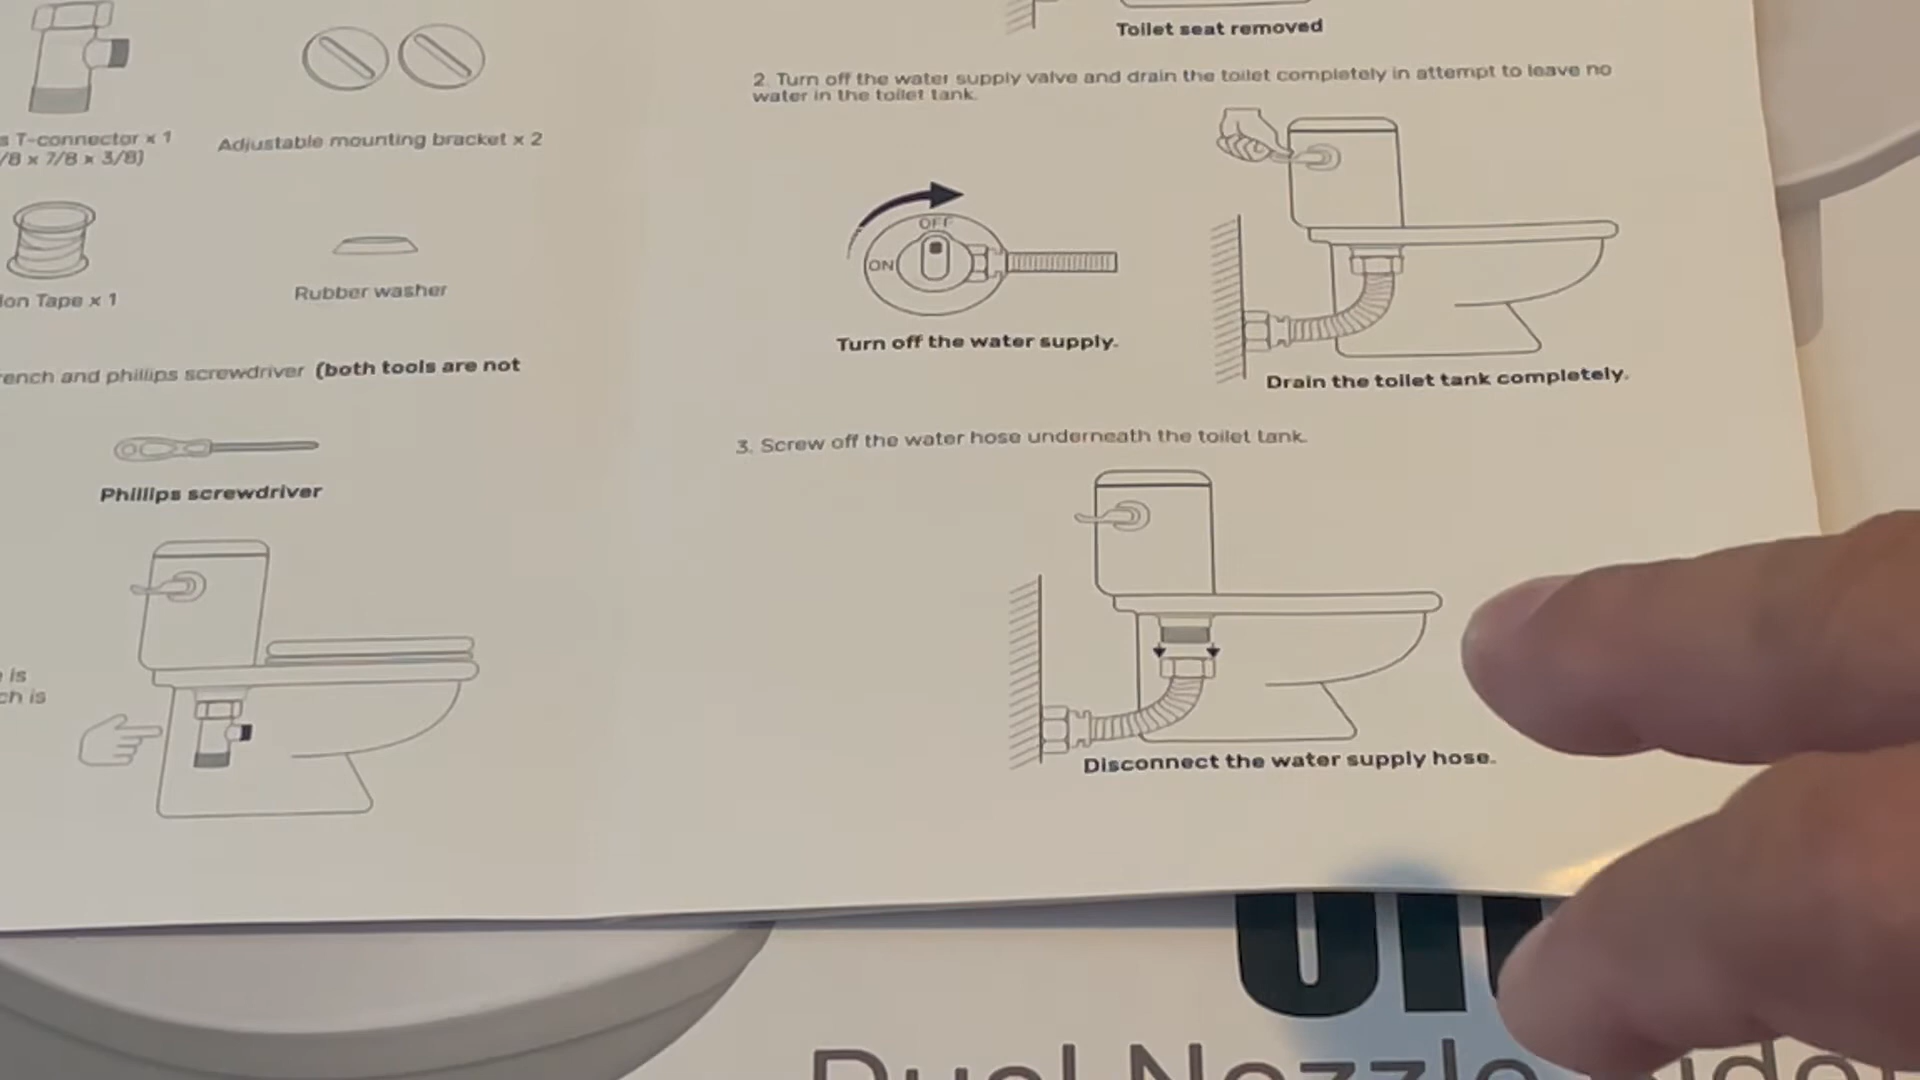 s T-connector x 1
/8 x 7/8 x 3/8)
Adjustable mounting bracket x 2
lon Tape x 1
Rubber washer
rench and phillips screwdriver (both tools are not
Phillips screwdriver
is
ch is
Toilet seat removed
2. Turn off the water supply valve and drain the toilet completely in attempt to leave no
water in the toilet tank.
OFF
ON
Turn off the water supply.
Drain the toilet tank completely.
3. Screw off the water hose underneath the toilet tank.
Disconnect the water supply hose.
Dual Nozzle